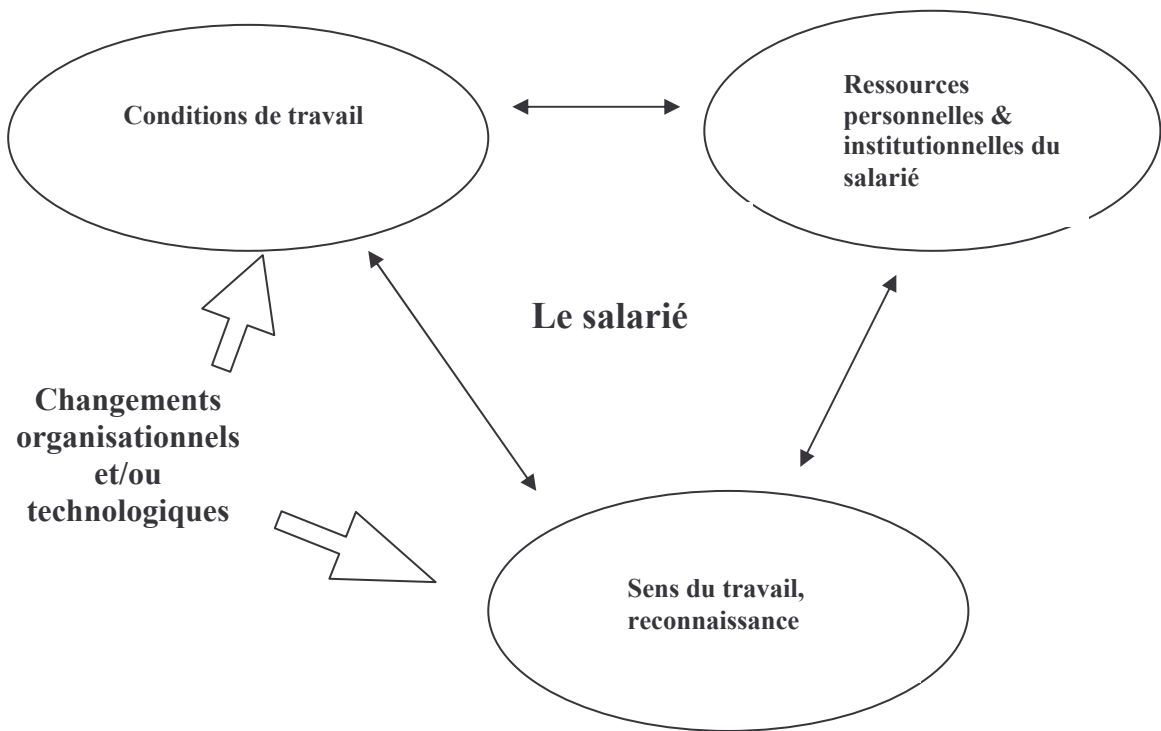 Conditions de travail
Ressources
personnelles &
institutionnelles du
salarié
Le salarié
Changements
organisationnels
et/ou
technologiques
Sens du travail,
reconnaissance